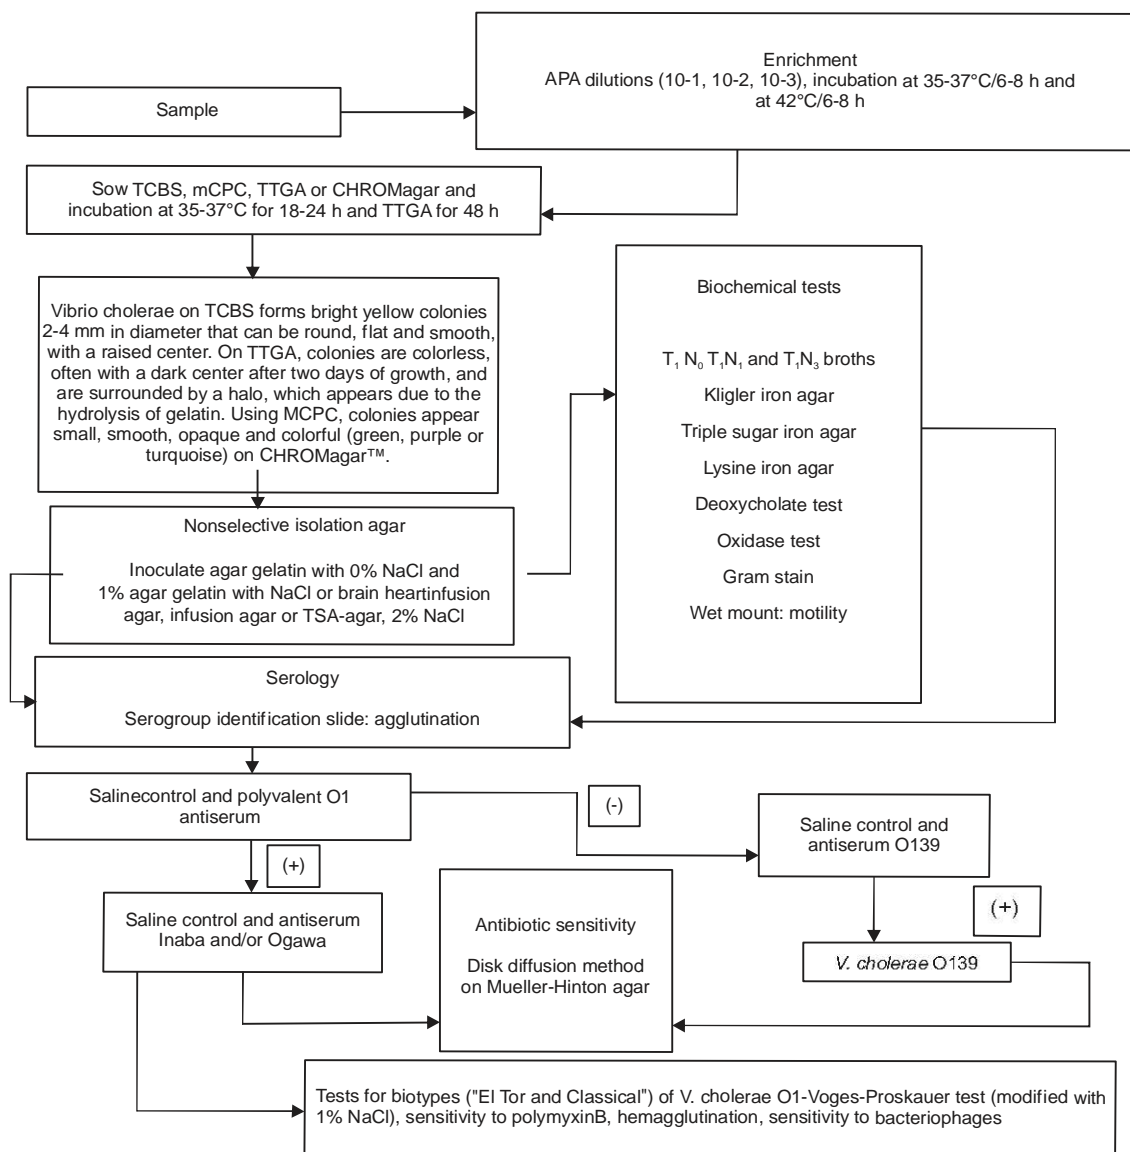 Enrichment
APA dilutions (10-1, 10-2, 10-3), incubation at 35-37°C/6-8 h and
at 42°C/6-8 h
Sample
Sow TCBS, mCPC, TTGA or CHROMagar and
incubation at 35-37°C for 18-24 h and TTGA for 48 h
Vibrio cholerae on TCBS forms bright yellow colonies
2-4 mm in diameter that can be round, flat and smooth,
with a raised center. On TTGA, colonies are colorless,
often with a dark center after two days of growth, and
are surrounded by a halo, which appears due to the
hydrolysis of gelatin. Using MCPC, colonies appear
small, smooth, opaque and colorful (green, purple or
turquoise) on CHROMagar™.
Biochemical tests
T₁ N₀ T₁N₁ and T₁N₃ broths
Kligler iron agar
Triple sugar iron agar
Lysine iron agar
Deoxycholate test
Oxidase test
Gram stain
Wet mount: motility
Nonselective isolation agar
Inoculate agar gelatin with 0% NaCl and
1% agar gelatin with NaCl or brain heartinfusion
agar, infusion agar or TSA-agar, 2% NaCl
Serology
Serogroup identification slide: agglutination
Salinecontrol and polyvalent O1
antiserum
(-)
Saline control and
antiserum O139
(+)
(+)
Saline control and antiserum
Inaba and/or Ogawa
Antibiotic sensitivity
Disk diffusion method
on Mueller-Hinton agar
V. cholerae O139
Tests for biotypes ("El Tor and Classical") of V. cholerae O1-Voges-Proskauer test (modified with
1% NaCl), sensitivity to polymyxinB, hemagglutination, sensitivity to bacteriophages